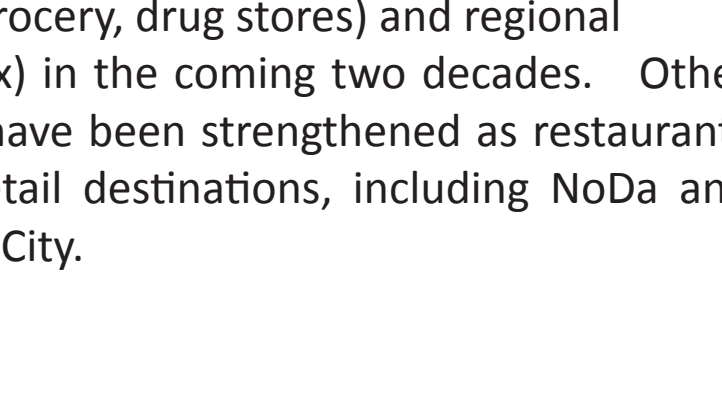 rocery, drug stores) and regional
x) in the coming two decades. Othe
have been strengthened as restaurant
tail destinations, including NoDa an
City.